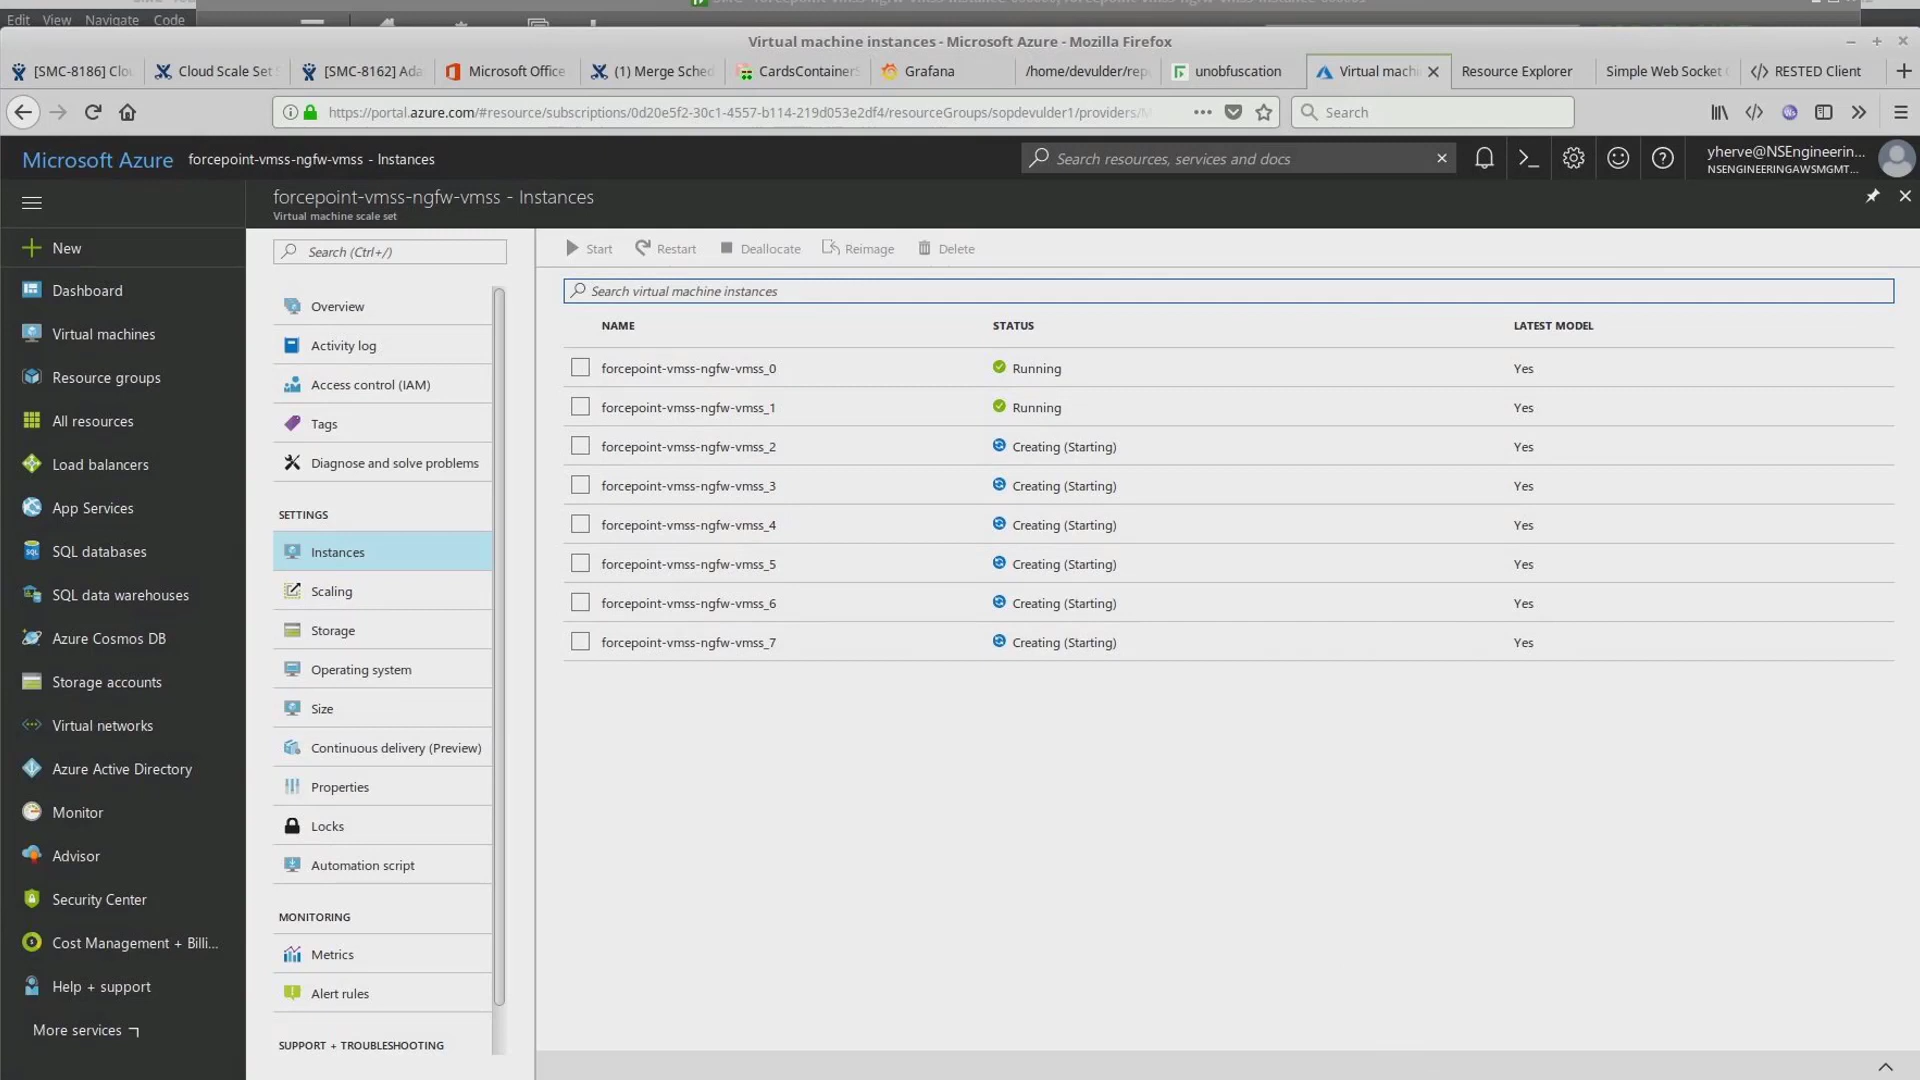 Edit View Navigate Code
Virtual machine instances - Microsoft Azure - Mozilla Firefox
[SMC-8186] Clou
Cloud Scale Set
[SMC-8162] Ada
Microsoft Office
(1) Merge Sched
CardsContainerS
Grafana
/home/devulder/rep
unobfuscation
Virtual machi
Resource Explorer
Simple Web Socket C
RESTED Client
https://portal.azure.com/#resource/subscriptions/0d20e5f2-30c1-4557-b114-219d053e2df4/resourceGroups/sopdevulder1/providers/M
Search
Microsoft Azure
forcepoint-vmss-ngfw-vmss - Instances
Search resources, services and docs
yherve@NSEngineerin...
NSENGINEERINGAWSMGMT...
forcepoint-vmss-ngfw-vmss - Instances
Virtual machine scale set
New
Dashboard
Virtual machines
Resource groups
All resources
Load balancers
App Services
SQL databases
SQL data warehouses
Azure Cosmos DB
Storage accounts
Virtual networks
Azure Active Directory
Monitor
Advisor
Security Center
Cost Management + Billi...
Help + support
More services
Search (Ctrl+/)
Overview
Activity log
Access control (IAM)
Tags
Diagnose and solve problems
SETTINGS
Instances
Scaling
Storage
Operating system
Size
Continuous delivery (Preview)
Properties
Locks
Automation script
MONITORING
Metrics
Alert rules
SUPPORT + TROUBLESHOOTING
Start Restart Deallocate Reimage Delete
Search virtual machine instances
NAME STATUS LATEST MODEL
forcepoint-vmss-ngfw-vmss_0 Running Yes
forcepoint-vmss-ngfw-vmss_1 Running Yes
forcepoint-vmss-ngfw-vmss_2 Creating (Starting) Yes
forcepoint-vmss-ngfw-vmss_3 Creating (Starting) Yes
forcepoint-vmss-ngfw-vmss_4 Creating (Starting) Yes
forcepoint-vmss-ngfw-vmss_5 Creating (Starting) Yes
forcepoint-vmss-ngfw-vmss_6 Creating (Starting) Yes
forcepoint-vmss-ngfw-vmss_7 Creating (Starting) Yes